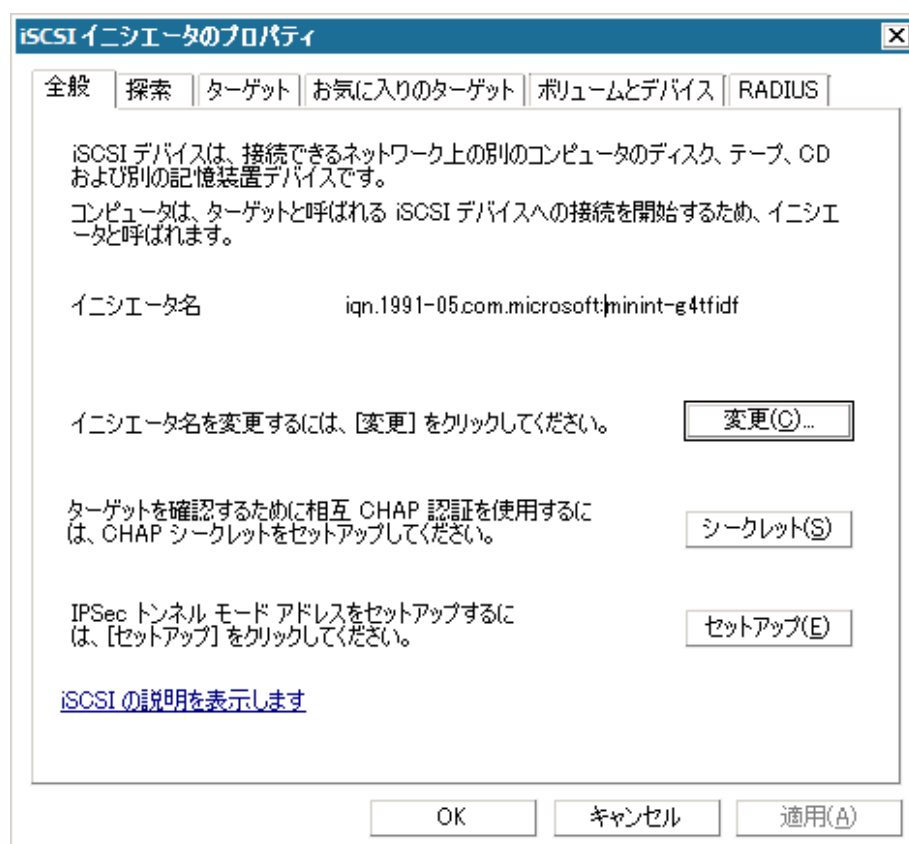 iSCSI イニシエータのプロパティ
全般
探索
ターゲット
お気に入りのターゲット
ボリュームとデバイス
RADIUS
iSCSI デバイスは、接続できるネットワーク上の別のコンピュータのディスク、テープ、CD
および別の記憶装置デバイスです。
コンピュータは、ターゲットと呼ばれる iSCSI デバイスへの接続を開始するため、イニシエ
ータと呼ばれます。
イニシエータ名
iqn.1991-05.com.microsoft:minint-g4tfidf
イニシエータ名を変更するには、[変更] をクリックしてください。
変更(C)...
ターゲットを確認するために相互 CHAP 認証を使用するに
は、CHAP シークレットをセットアップしてください。
シークレット(S)
IPSec トンネル モード アドレスをセットアップするに
は、[セットアップ] をクリックしてください。
セットアップ(E)
iSCSI の説明を表示します
OK
キャンセル
適用(A)